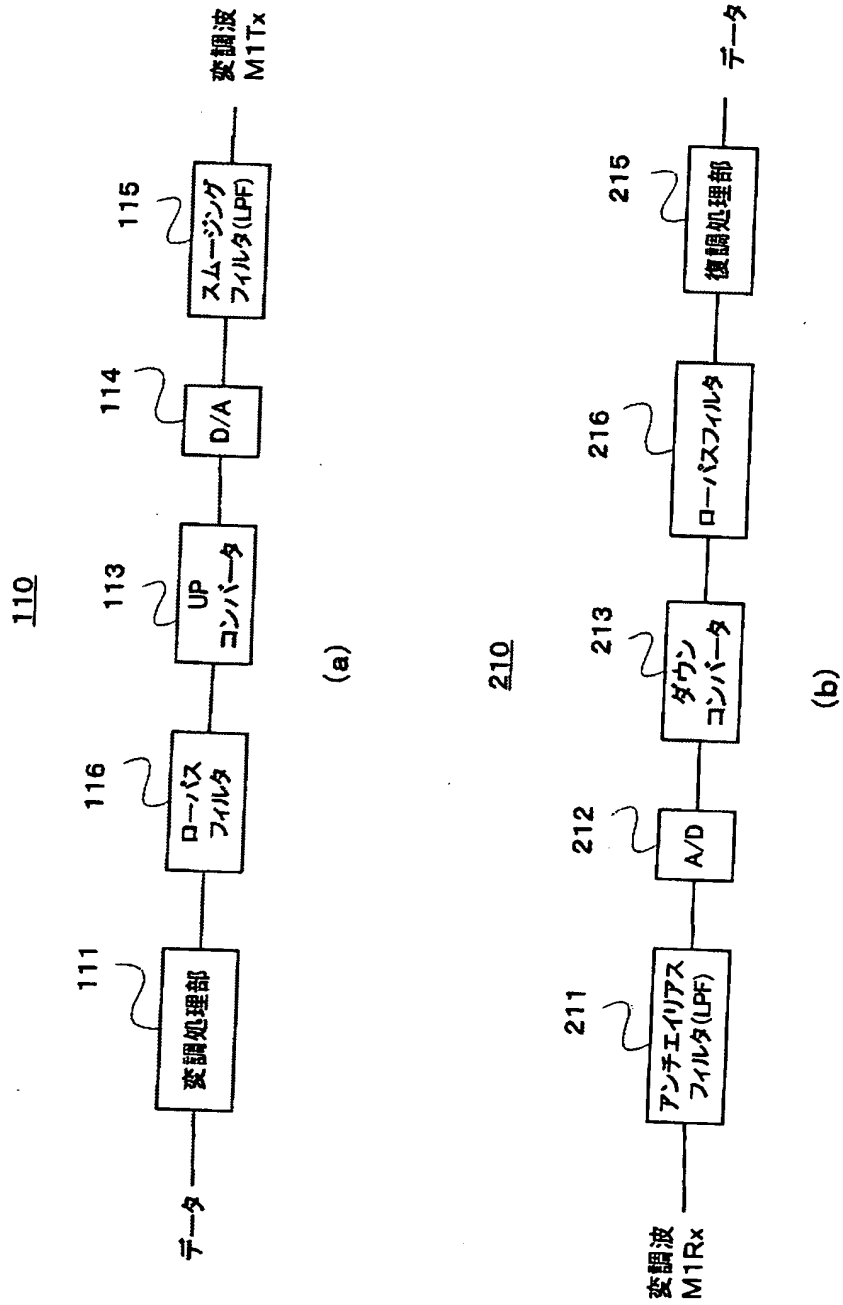 110
データ
変調処理部
111
ローパス
フィルタ
116
UP
コンバータ
113
D/A
114
スムージング
フィルタ(LPF)
115
変調波
M1Tx
(a)
210
変調波
M1Rx
アンチエイリアス
フィルタ(LPF)
211
A/D
212
ダウン
コンバータ
213
ローパスフィルタ
216
復調処理部
215
データ
(b)